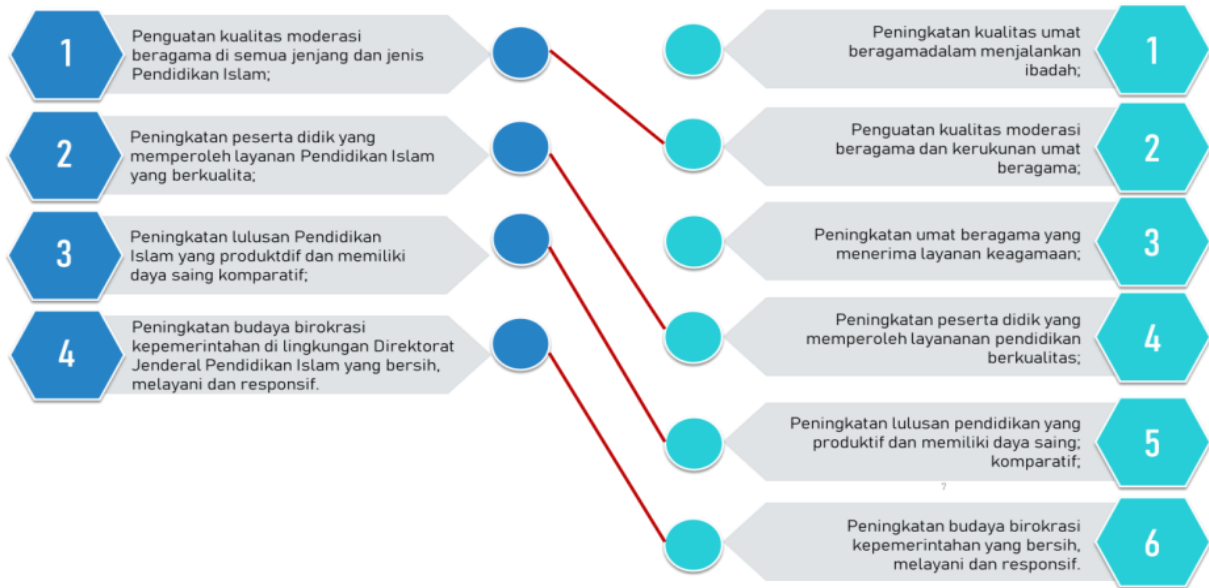 1
Penguatan kualitas moderasi
beragama di semua jenjang dan jenis
Pendidikan Islam;
2
Peningkatan peserta didik yang
memperoleh layanan Pendidikan Islam
yang berkualita;
3
Peningkatan lulusan Pendidikan
Islam yang produktdif dan memiliki
daya saing komparatif;
4
Peningkatan budaya birokrasi
kepemerintahan di lingkungan Direktorat
Jenderal Pendidikan Islam yang bersih,
melayani dan responsif.
Peningkatan kualitas umat
beragamadalam menjalankan
ibadah;
1
Penguatan kualitas moderasi
beragama dan kerukunan umat
beragama;
2
Peningkatan umat beragama yang
menerima layanan keagamaan;
3
Peningkatan peserta didik yang
memperoleh layananan pendidikan
berkualitas;
4
Peningkatan lulusan pendidikan yang
produktif dan memiliki daya saing;
komparatif;
5
7
Peningkatan budaya birokrasi
kepemerintahan yang bersih,
melayani dan responsif.
6